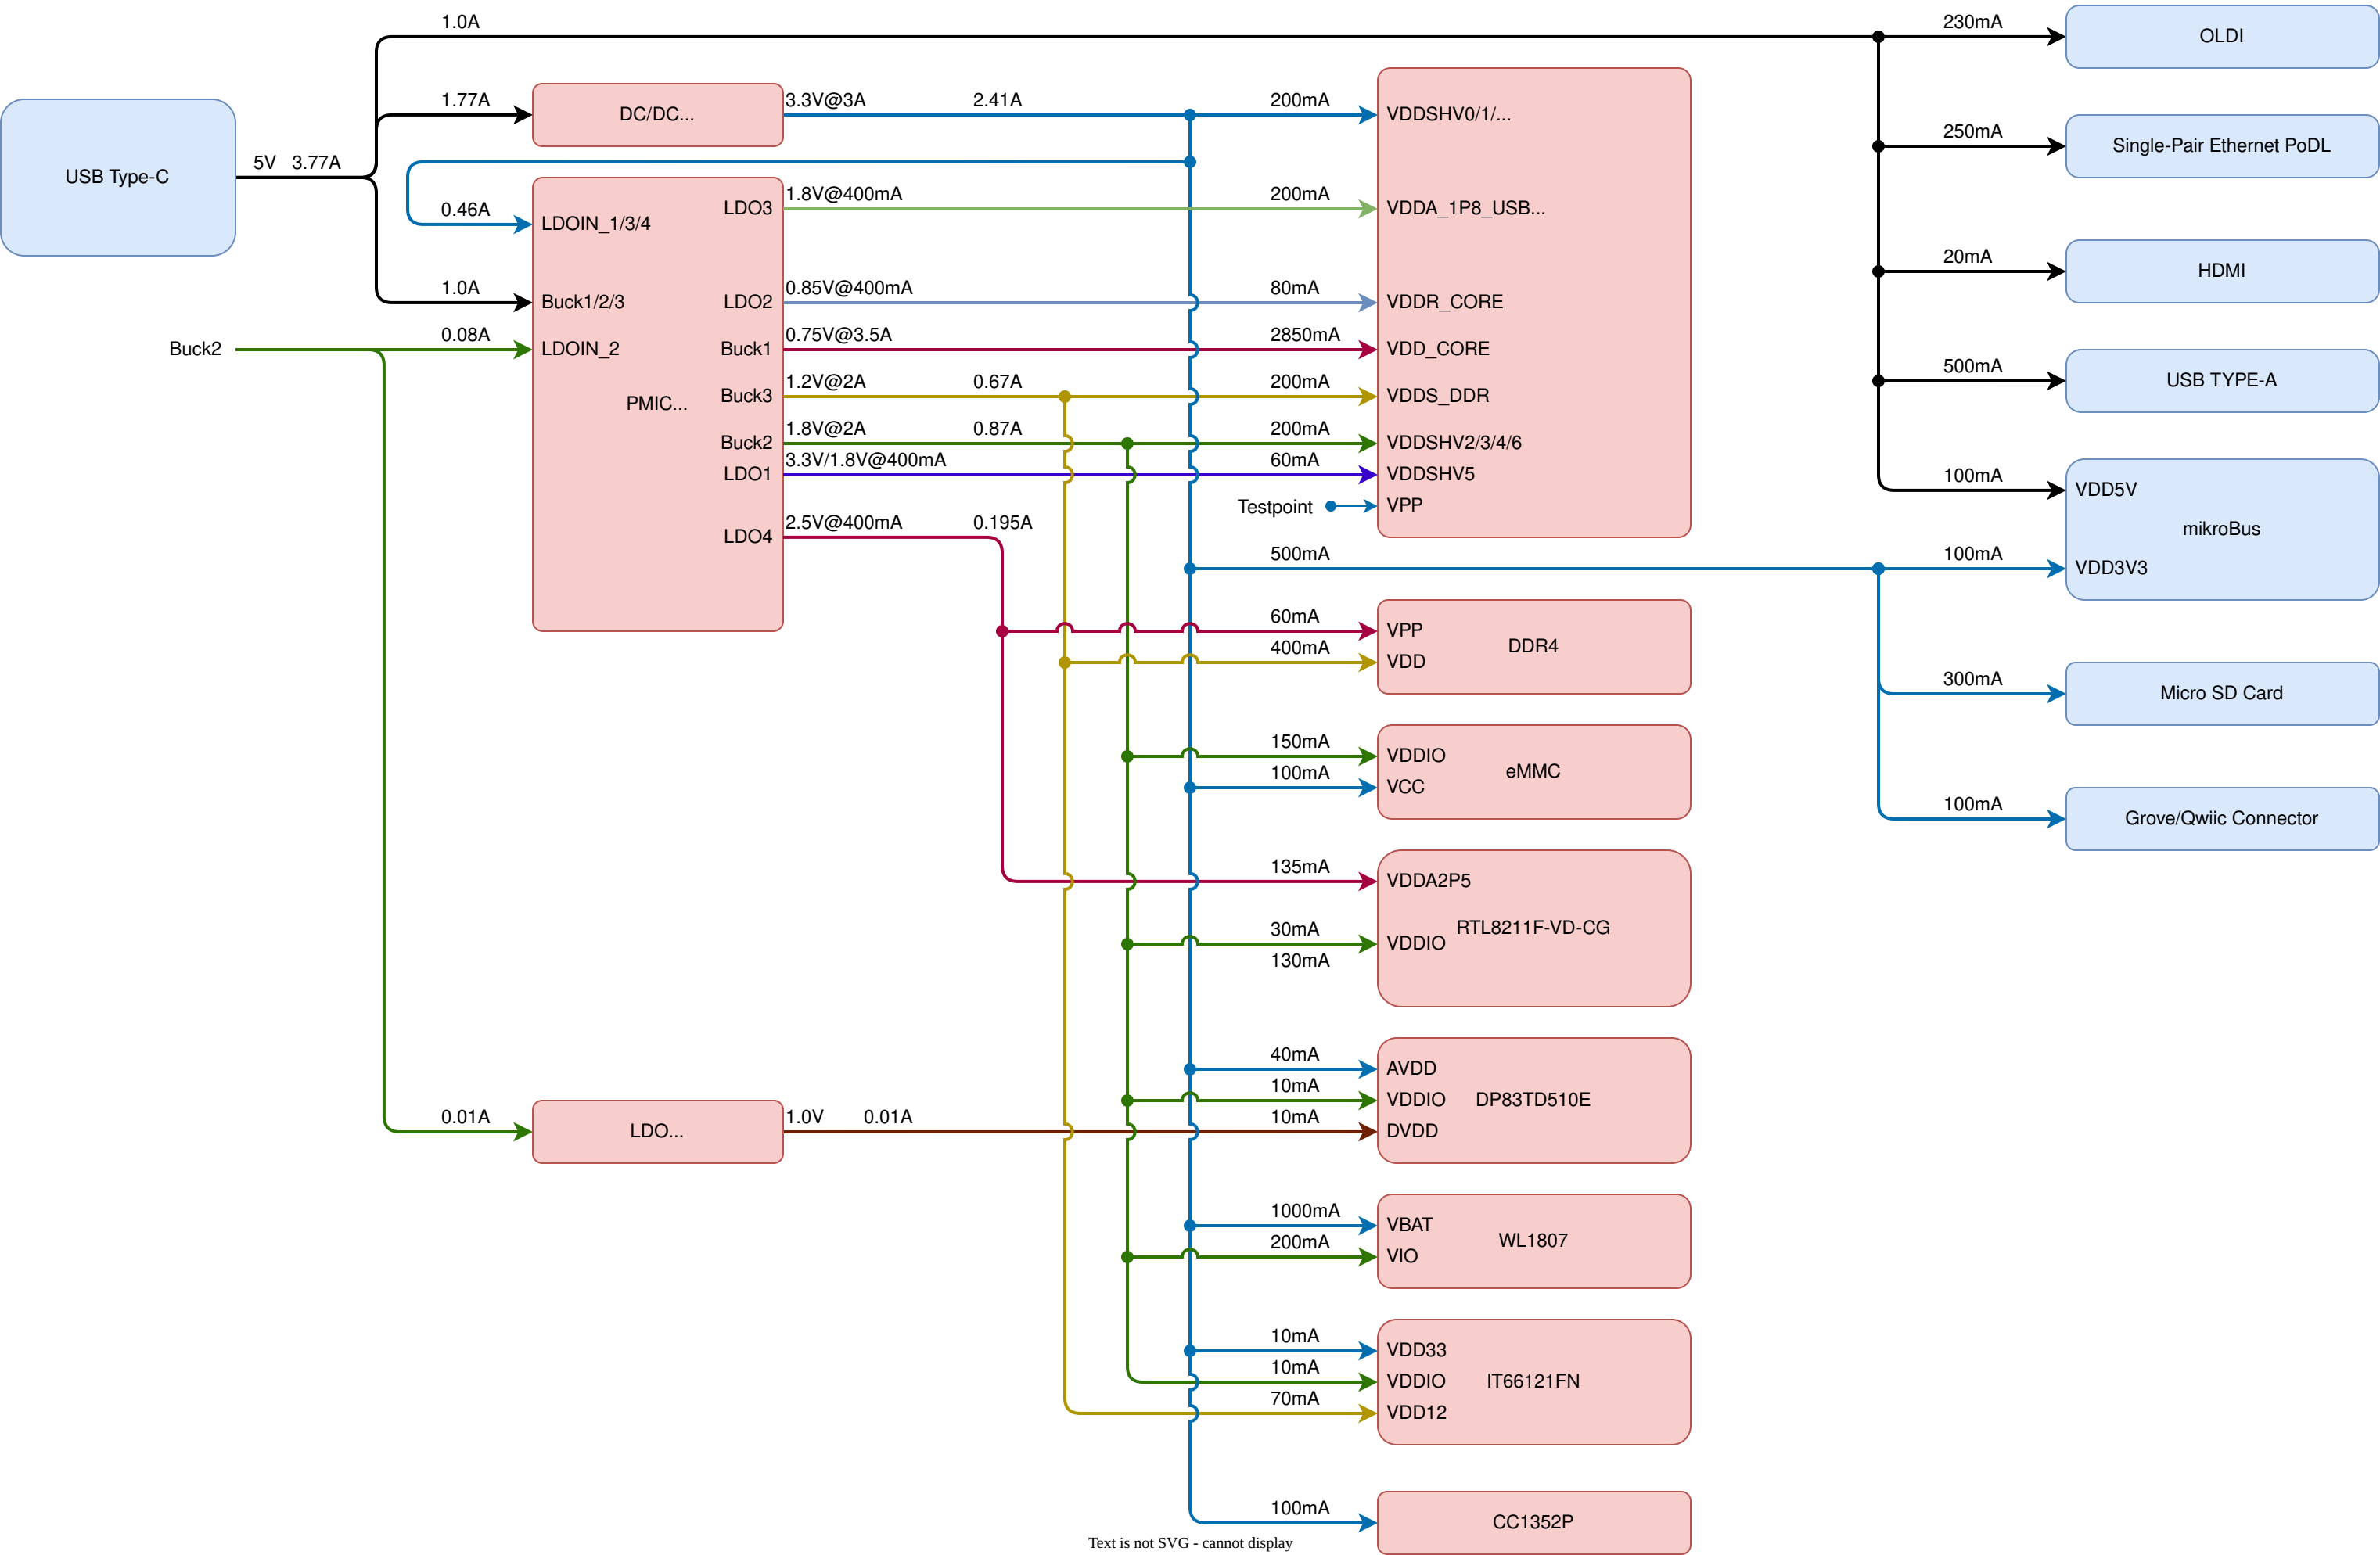 1.0A
230mA
OLDI
1.77A
DC/DC...
3.3V@3A
2.41A
200mA
VDDSHV0/1/...
250mA
Single-Pair Ethernet PoDL
USB Type-C
5V 3.77A
0.46A
LDOIN_1/3/4
LDO3
1.8V@400mA
200mA
VDDA_1P8_USB...
20mA
HDMI
1.0A
Buck1/2/3
LDO2
0.85V@400mA
80mA
VDDR_CORE
Buck2
0.08A
LDOIN_2
Buck1
0.75V@3.5A
2850mA
VDD_CORE
500mA
USB TYPE-A
PMIC...
Buck3
1.2V@2A
0.67A
200mA
VDDS_DDR
Buck2
1.8V@2A
0.87A
200mA
VDDSHV2/3/4/6
LDO1
3.3V/1.8V@400mA
60mA
VDDSHV5
100mA
VDD5V
Testpoint
VPP
mikroBus
LDO4
2.5V@400mA
0.195A
500mA
100mA
VDD3V3
60mA
VPP
DDR4
400mA
VDD
300mA
Micro SD Card
150mA
VDDIO
eMMC
100mA
VCC
100mA
Grove/Qwiic Connector
135mA
VDDA2P5
RTL8211F-VD-CG
30mA
VDDIO
130mA
40mA
AVDD
10mA
VDDIO
DP83TD510E
0.01A
LDO...
1.0V
0.01A
10mA
DVDD
1000mA
VBAT
WL1807
200mA
VIO
10mA
VDD33
10mA
VDDIO
IT66121FN
70mA
VDD12
100mA
CC1352P
Text is not SVG - cannot display